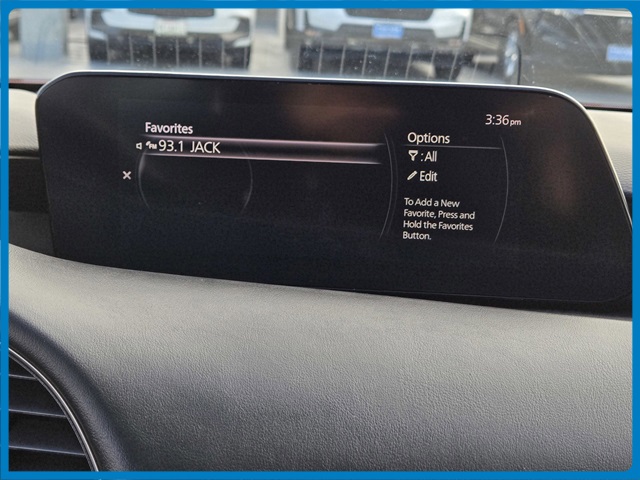 3:36pm
Favorites
FM 93.1 JACK
Options
: All
Edit
To Add a New
Favorite, Press and
Hold the Favorites
Button.